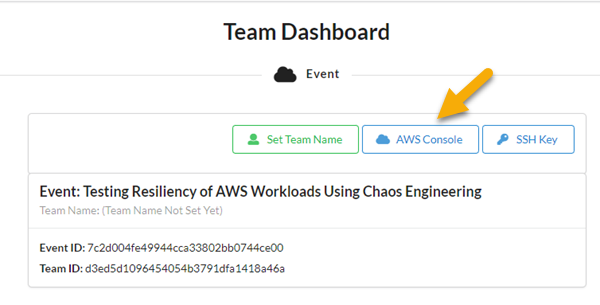 Team Dashboard
Event
Set Team Name AWS Console SSH Key
Event: Testing Resiliency of AWS Workloads Using Chaos Engineering
Team Name: (Team Name Not Set Yet)
Event ID: 7c2d004fe49944cca33802bb0744ce00
Team ID: d3ed5d1096454054b3791dfa1418a46a